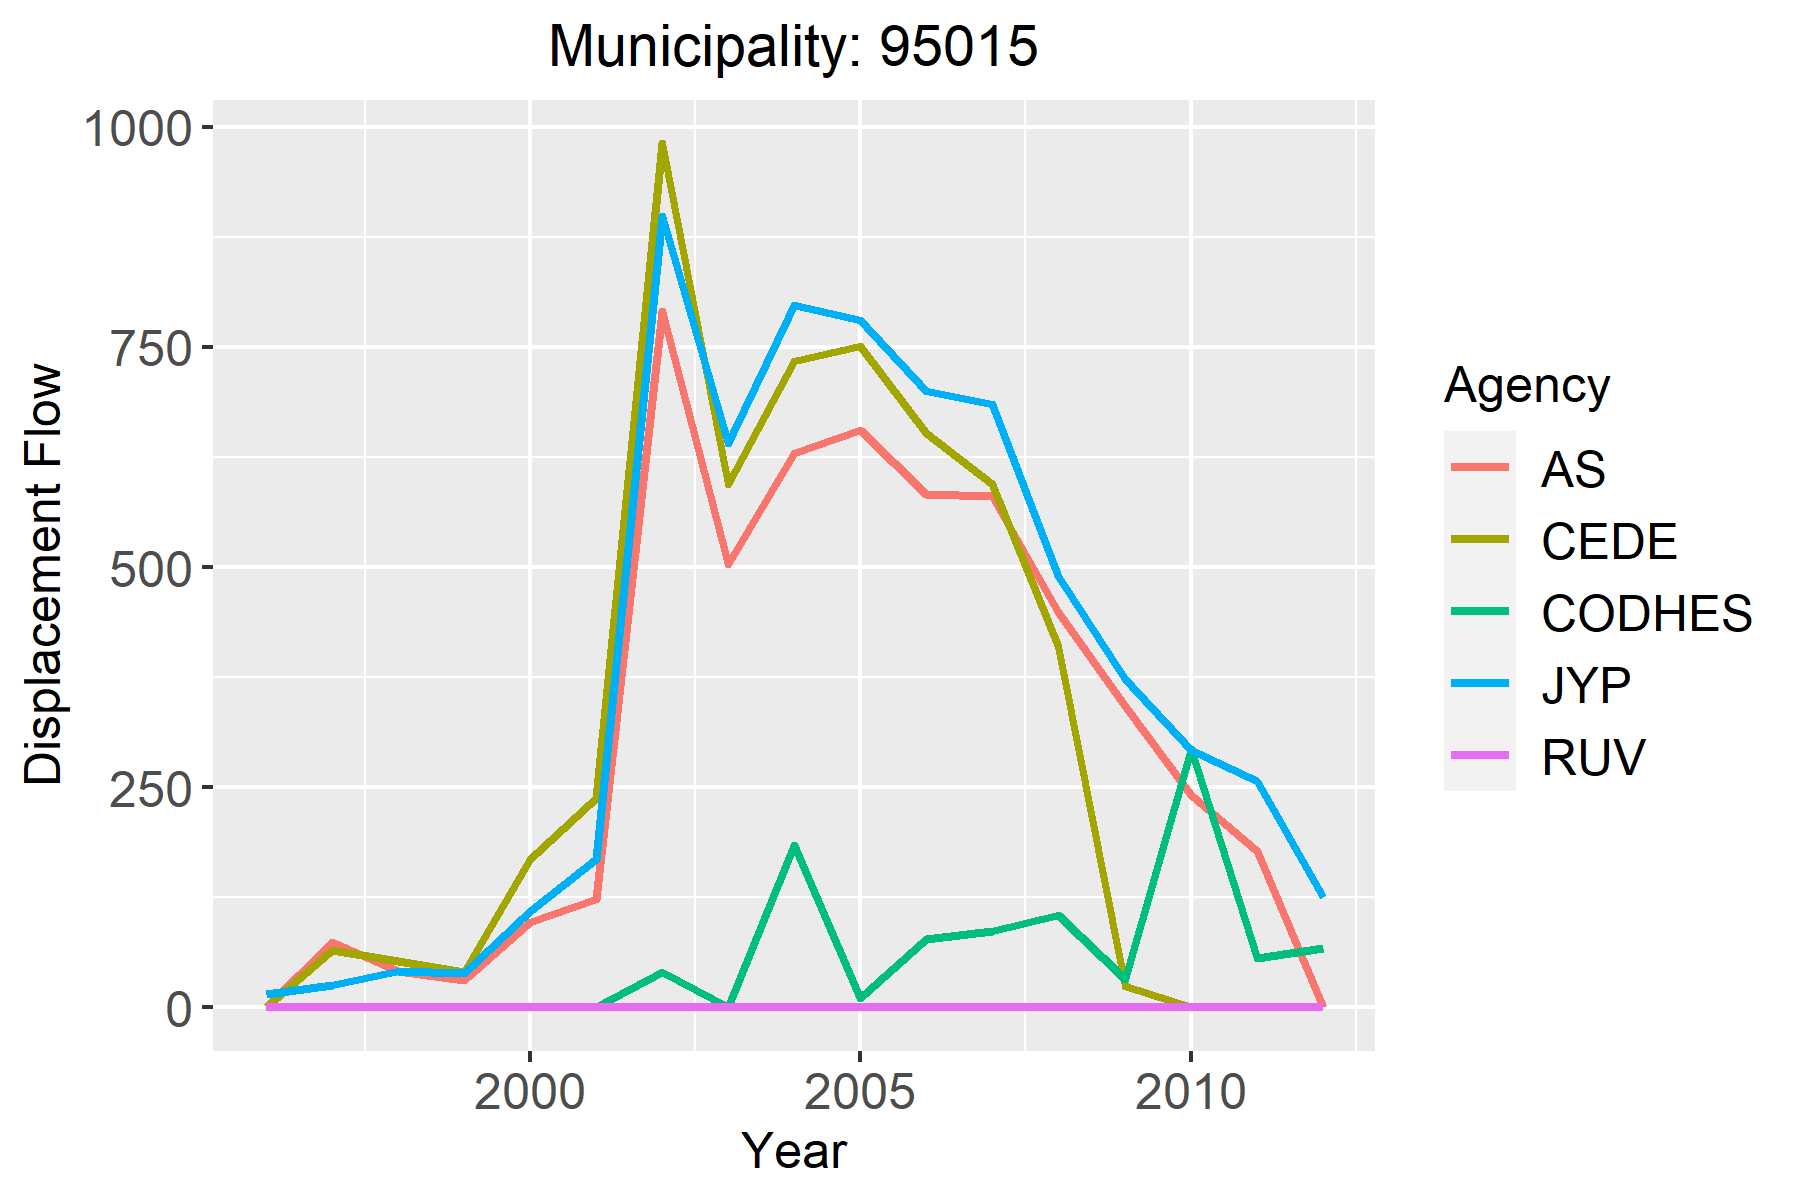 Municipality: 95015
1000
750
500
250
0
Displacement Flow
2000 2005 2010
Year
Agency
AS
CEDE
CODHES
JYP
RUV